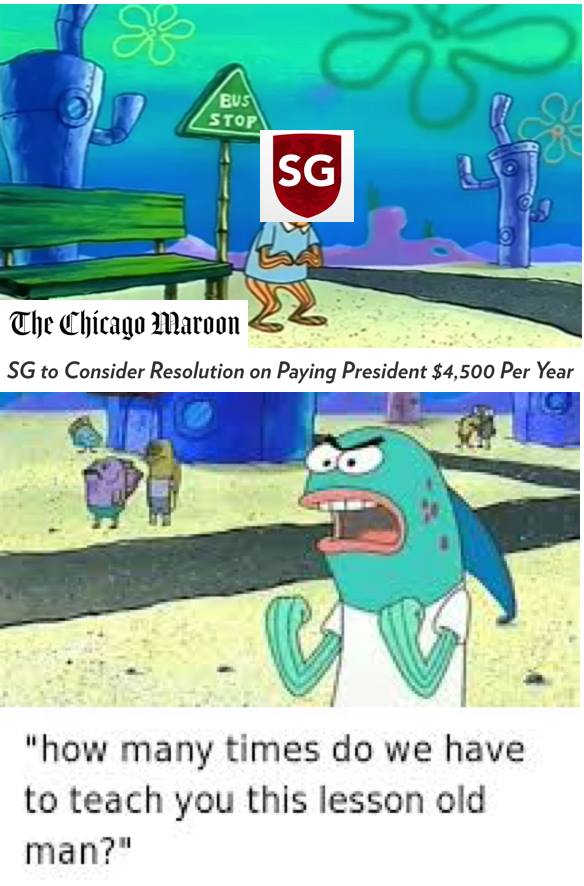 BUS
STOP
SG
The Chicago Maroon
SG to Consider Resolution on Paying President $4,500 Per Year
"how many times do we have
to teach you this lesson old
man?"